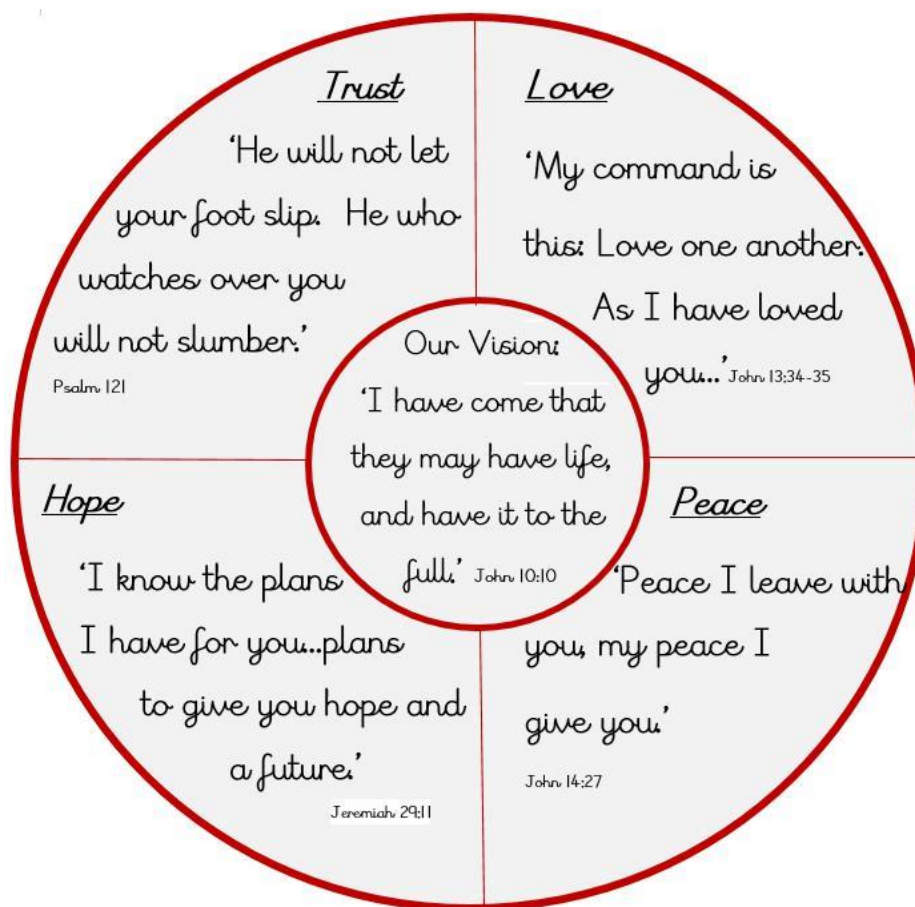 Trust
‘He will not let
your foot slip. He who
watches over you
will not slumber.’
Psalm 121
Love
‘My command is
this: Love one another.
As I have loved
you...’ John 13:34-35
Our Vision:
‘I have come that
they may have life,
and have it to the
full.’ John 10:10
Hope
‘I know the plans
I have for you...plans
to give you hope and
a future.’
Jeremiah 29:11
Peace
‘Peace I leave with
you, my peace I
give you.’
John 14:27